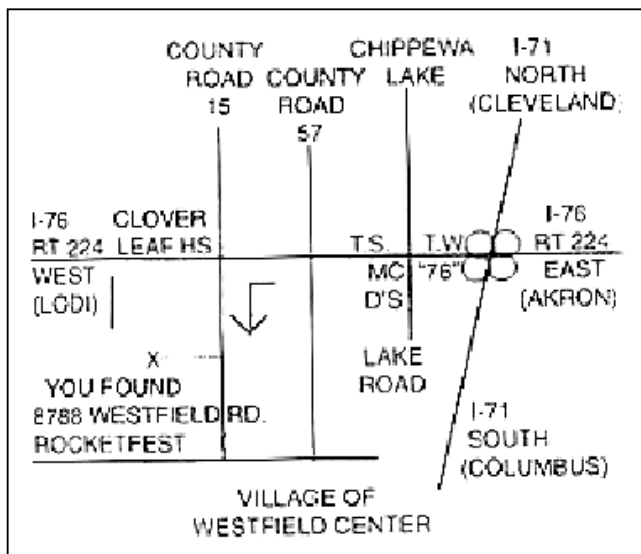 COUNTY
ROAD
15
COUNTY
ROAD
57
CHIPPEWA
LAKE
I-71
NORTH
(CLEVELAND)
I-76
RT 224
CLOVER
LEAF HS
WEST
(LODI)
T.S.
T.W
MC
D'S
"76"
I-76
RT 224
EAST
(AKRON)
LAKE
ROAD
X
YOU FOUND
8788 WESTFIELD RD.
ROCKETFEST
I-71
SOUTH
(COLUMBUS)
VILLAGE OF
WESTFIELD CENTER